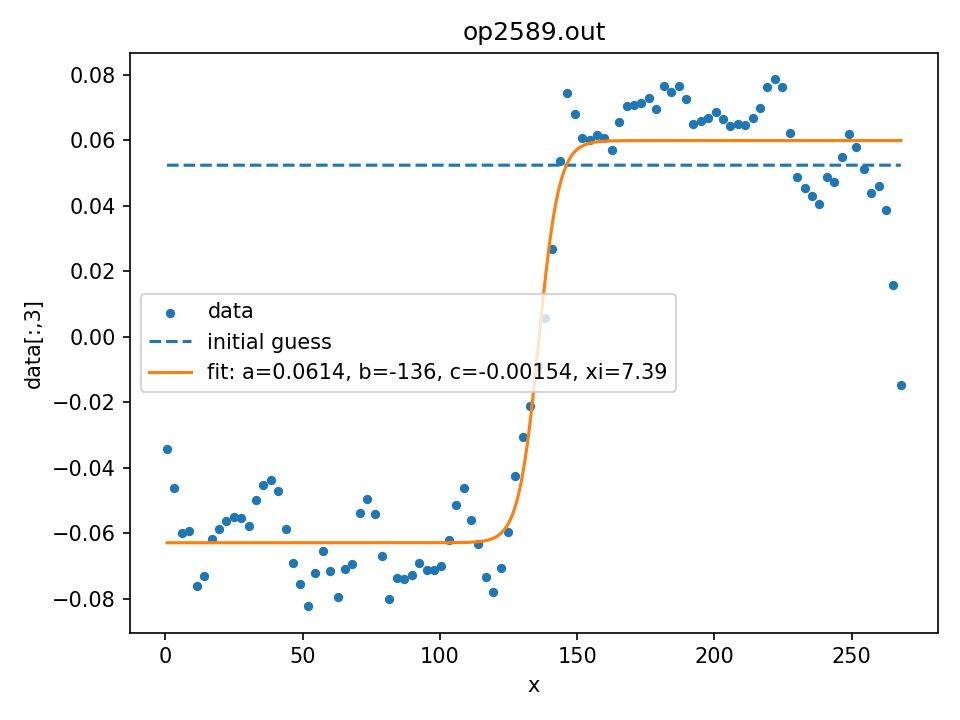 op2589.out
0.08
0.06
0.04
0.02
0.00
−0.02
−0.04
−0.06
−0.08
data[:,3]
data
initial guess
fit: a=0.0614, b=-136, c=-0.00154, xi=7.39
0 50 100 150 200 250
x